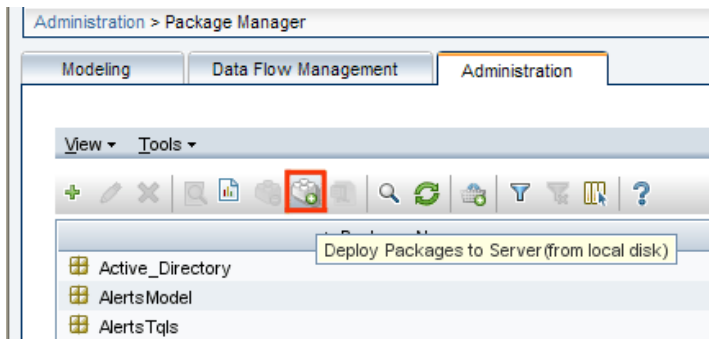 Administration > Package Manager
Modeling Data Flow Management Administration
View Tools
?
Deploy Packages to Server(from local disk)
Active_Directory
AlertsModel
AlertsTqls